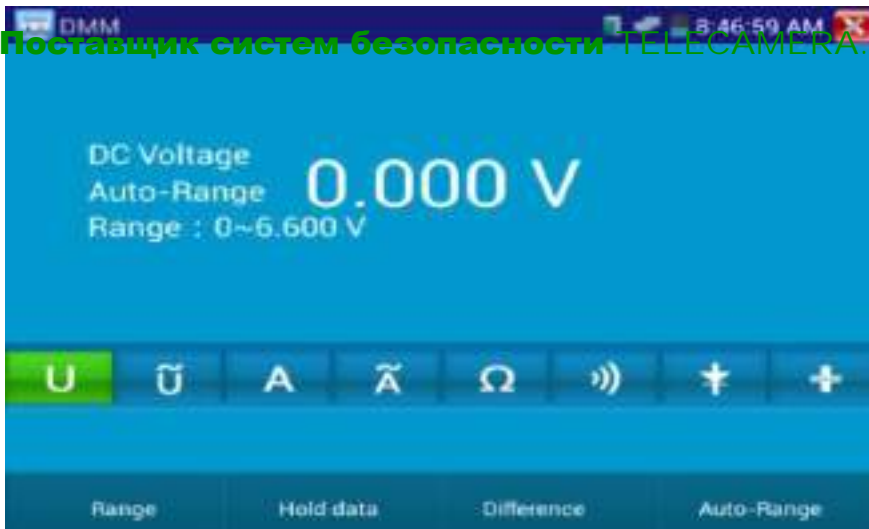 DMM 8:46:59 AM
Поставщик систем безопасности TELECAMERA.
DC Voltage
Auto-Range 0.000 V
Range : 0~6.600 V
U Ũ A Ã Ω
Range Hold data Difference Auto-Range